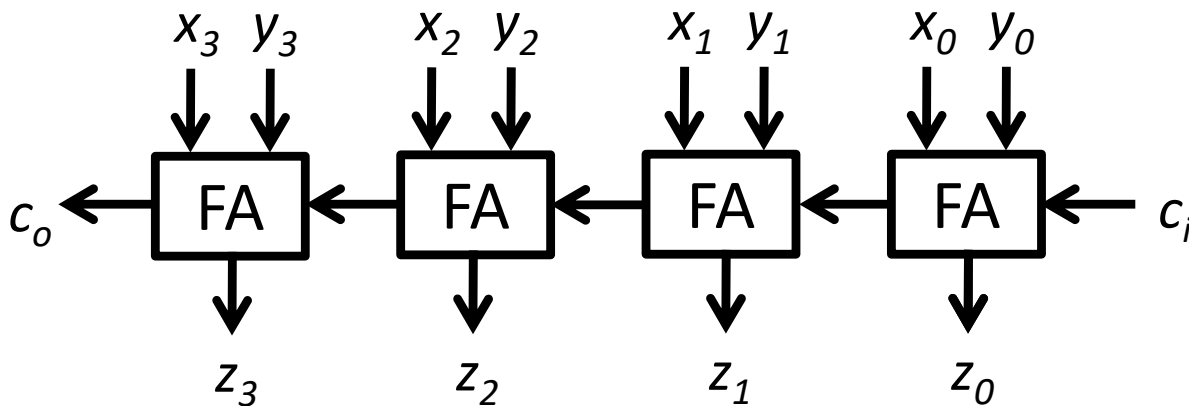 x₃ y₃ x₂ y₂ x₁ y₁ x₀ y₀
cₒ FA FA FA FA cᵢ
z₃ z₂ z₁ z₀